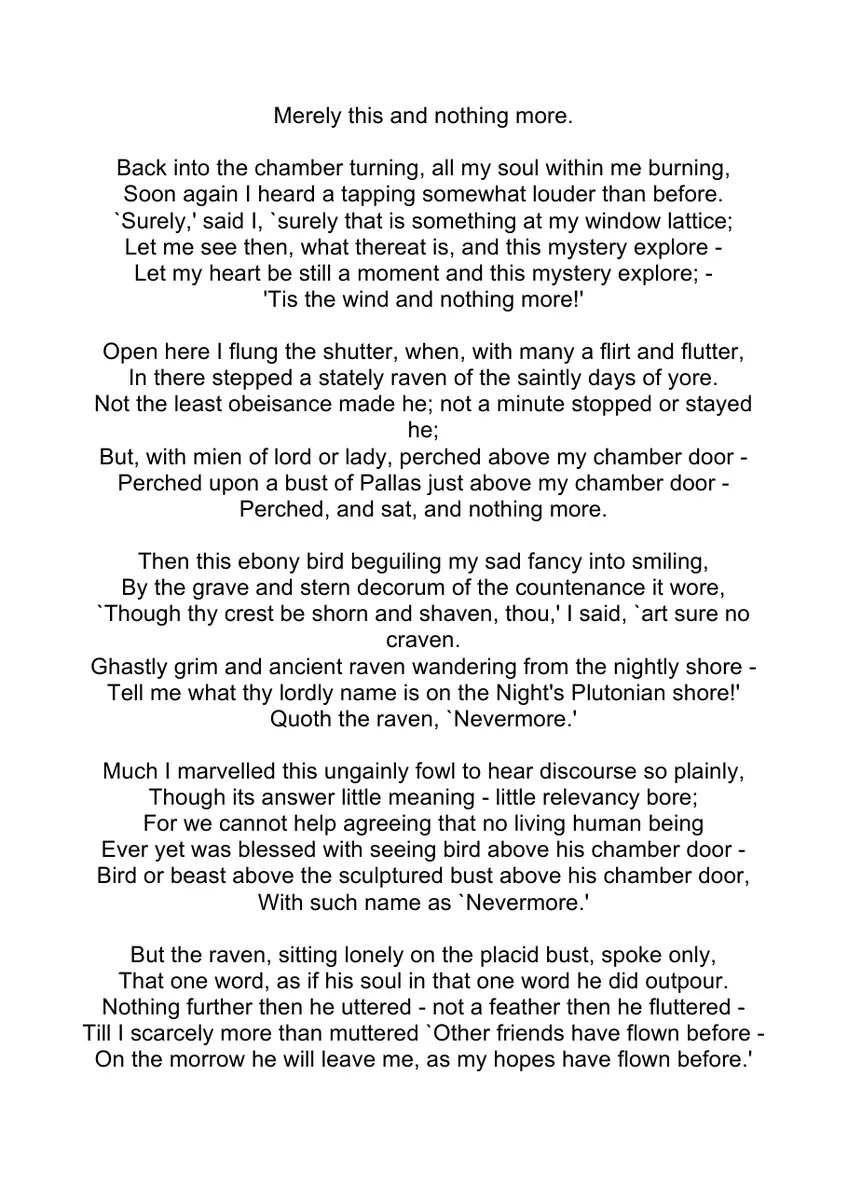 Merely this and nothing more.
Back into the chamber turning, all my soul within me burning,
Soon again I heard a tapping somewhat louder than before.
`Surely,' said I, `surely that is something at my window lattice;
Let me see then, what thereat is, and this mystery explore -
Let my heart be still a moment and this mystery explore; -
'Tis the wind and nothing more!'
Open here I flung the shutter, when, with many a flirt and flutter,
In there stepped a stately raven of the saintly days of yore.
Not the least obeisance made he; not a minute stopped or stayed
he;
But, with mien of lord or lady, perched above my chamber door -
Perched upon a bust of Pallas just above my chamber door -
Perched, and sat, and nothing more.
Then this ebony bird beguiling my sad fancy into smiling,
By the grave and stern decorum of the countenance it wore,
`Though thy crest be shorn and shaven, thou,' I said, `art sure no
craven.
Ghastly grim and ancient raven wandering from the nightly shore -
Tell me what thy lordly name is on the Night's Plutonian shore!'
Quoth the raven, `Nevermore.'
Much I marvelled this ungainly fowl to hear discourse so plainly,
Though its answer little meaning - little relevancy bore;
For we cannot help agreeing that no living human being
Ever yet was blessed with seeing bird above his chamber door -
Bird or beast above the sculptured bust above his chamber door,
With such name as `Nevermore.'
But the raven, sitting lonely on the placid bust, spoke only,
That one word, as if his soul in that one word he did outpour.
Nothing further then he uttered - not a feather then he fluttered -
Till I scarcely more than muttered `Other friends have flown before -
On the morrow he will leave me, as my hopes have flown before.'